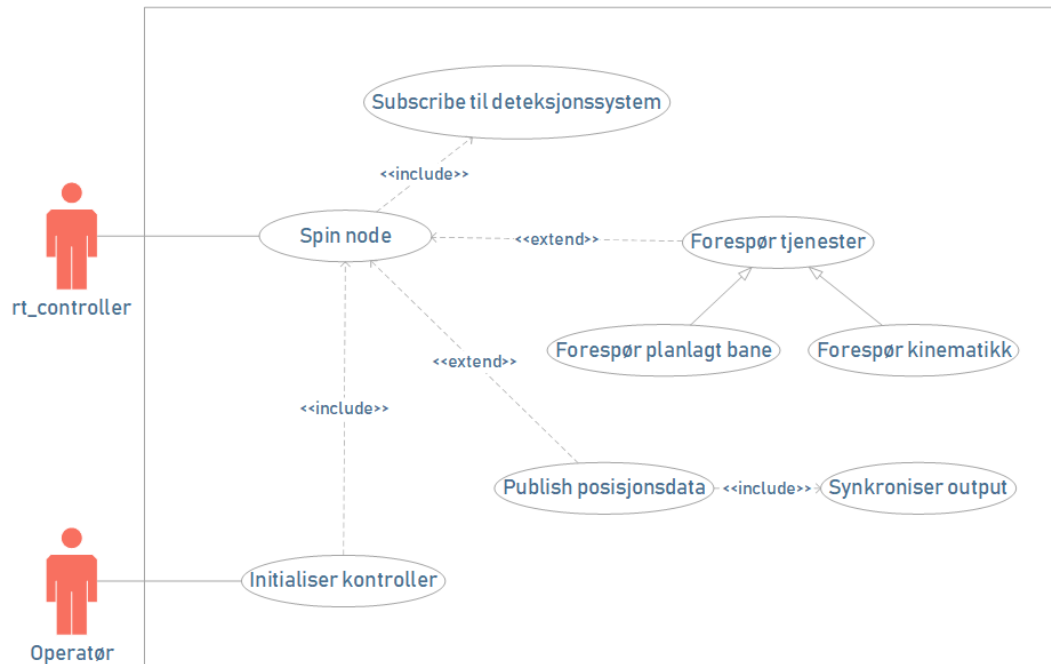 Subscribe til deteksjonssystem
<<include>>
Spin node
<<extend>>
Forespør tjenester
rt_controller
Forespør planlagt bane
Forespør kinematikk
<<extend>>
<<include>>
Publish posisjonsdata
<<include>>
Synkroniser output
Initialiser kontroller
Operatør